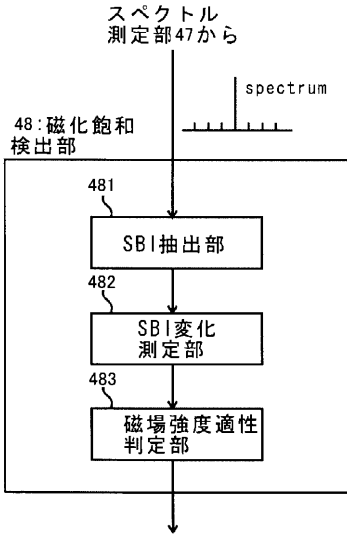 スペクトル
測定部47から
spectrum
48:磁化飽和
検出部
481
SBI抽出部
482
SBI変化
測定部
483
磁場強度適性
判定部